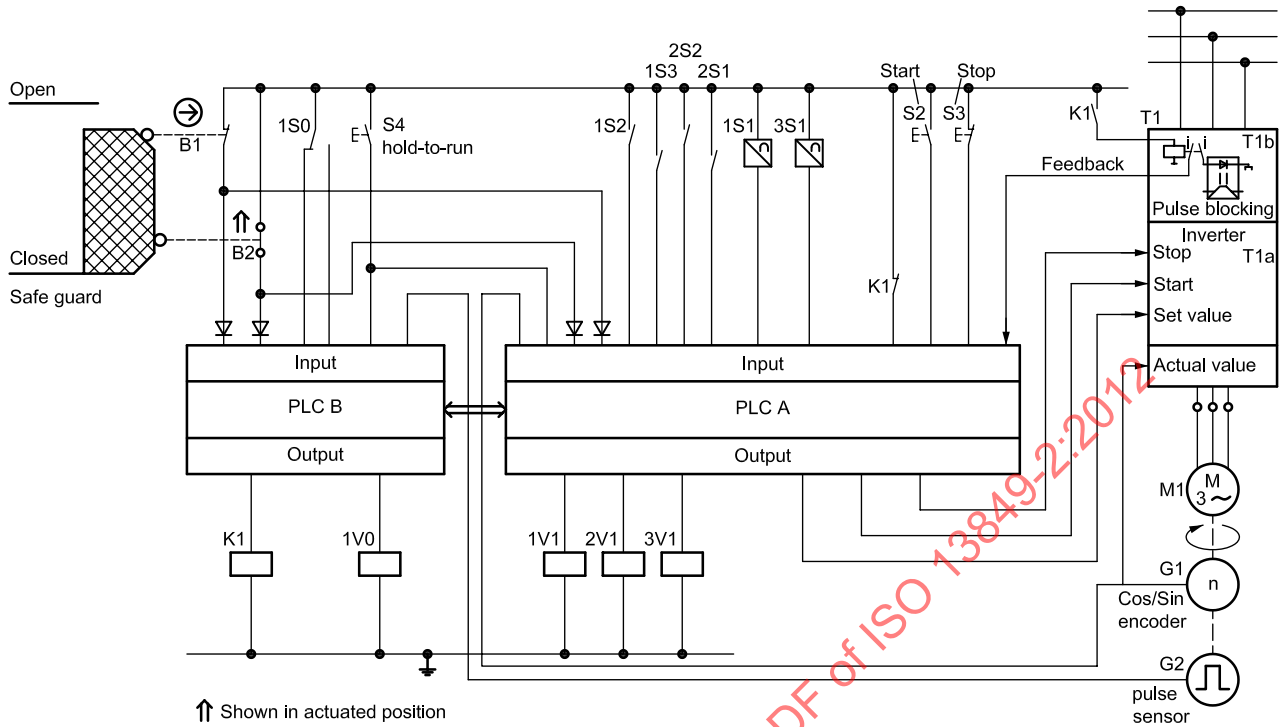 2S2
1S3 2S1
Start Stop
Open
K1
T1
B1
1S0
S4
hold-to-run
1S2
1S1
3S1
S2
S3
E
E
E
T1b
Feedback
Pulse blocking
Closed
B2
Safe guard
K1
Inverter
T1a
Stop
Start
Set value
Actual value
Input
PLC B
Output
Input
PLC A
Output
K1
1V0
1V1
2V1
3V1
M1
M
3 ~
G1
n
Cos/Sin
encoder
G2
pulse
sensor
⇑ Shown in actuated position
DF of ISO 13849-2:2012